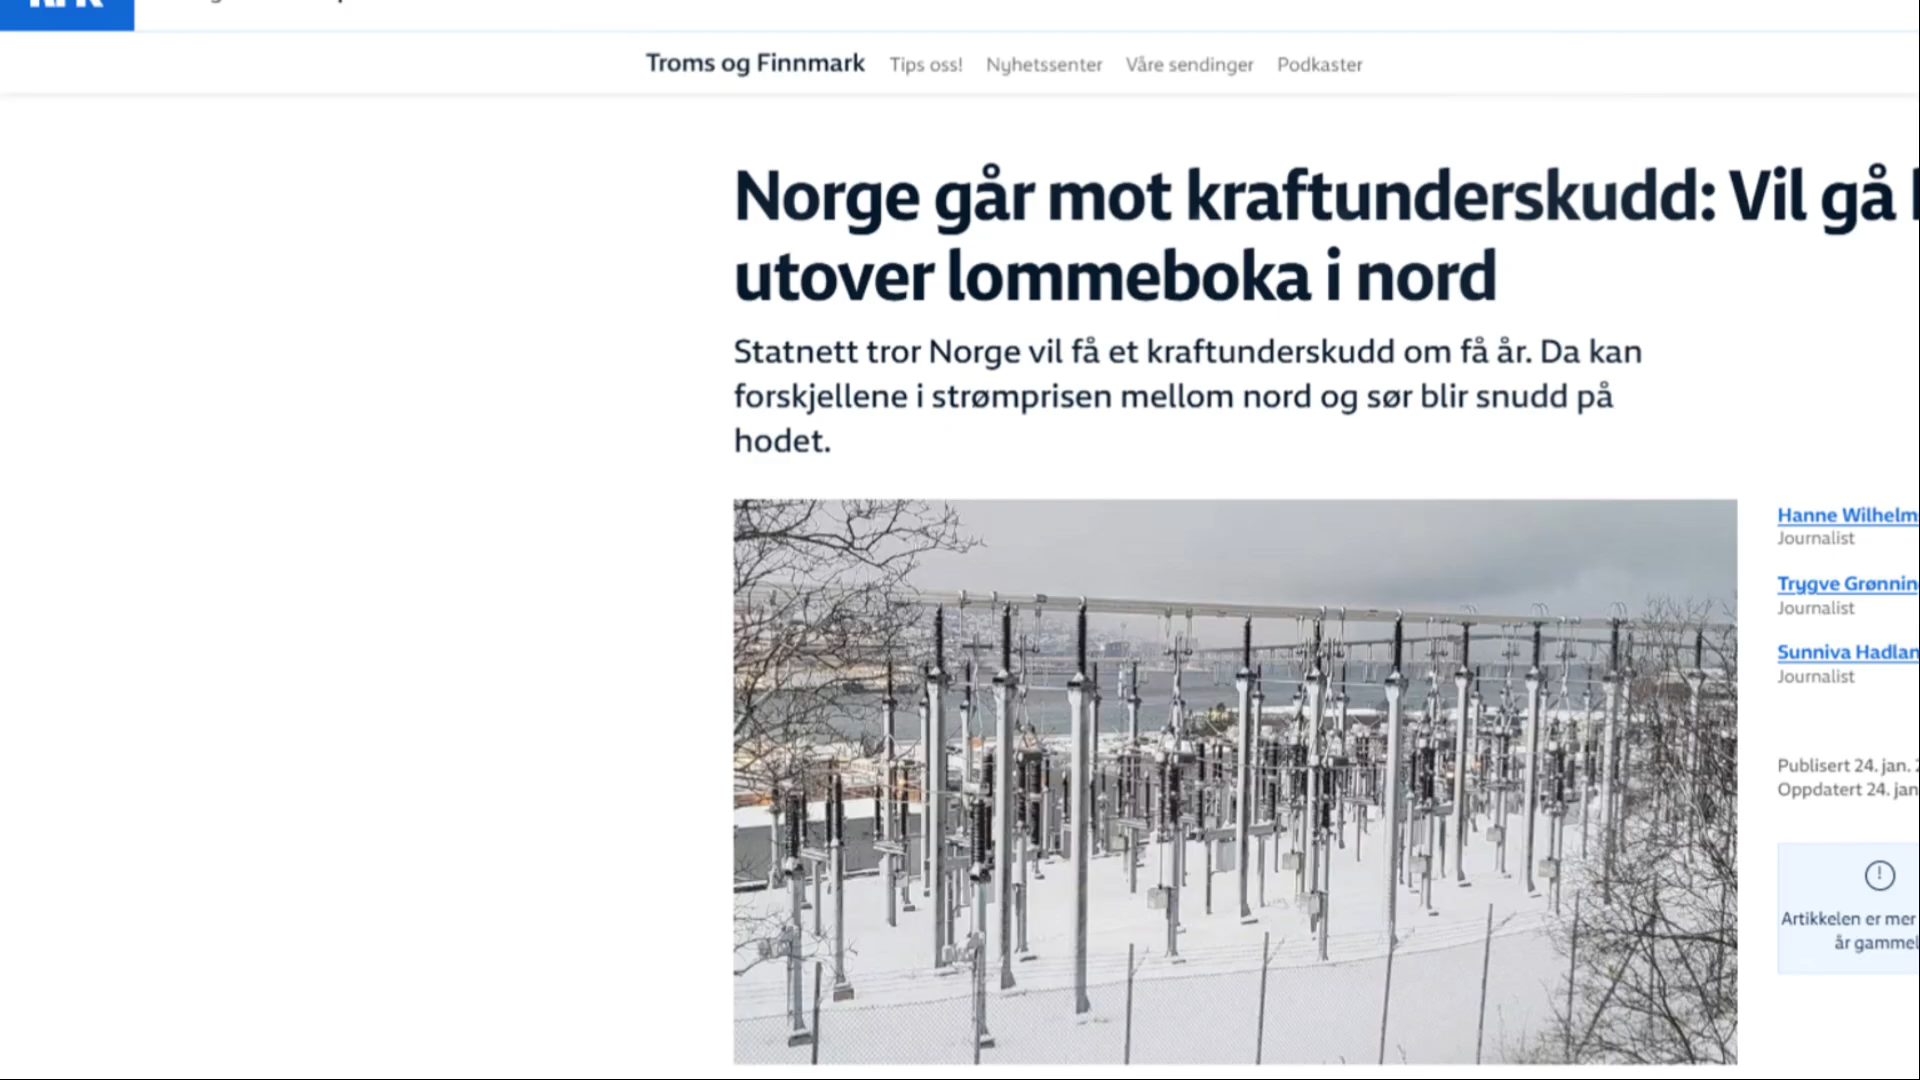 Troms og Finnmark Tips oss! Nyhetssenter Våre sendinger Podkaster
Norge går mot kraftunderskudd: Vil gå
utover lommeboka i nord
Statnett tror Norge vil få et kraftunderskudd om få år. Da kan
forskjellene i strømprisen mellom nord og sør blir snudd på
hodet.
Hanne Wilhelm
Journalist
Trygve Grønnin
Journalist
Sunniva Hadlan
Journalist
Publisert 24. jan.
Oppdatert 24. jan
Artikkelen er mer
år gammel